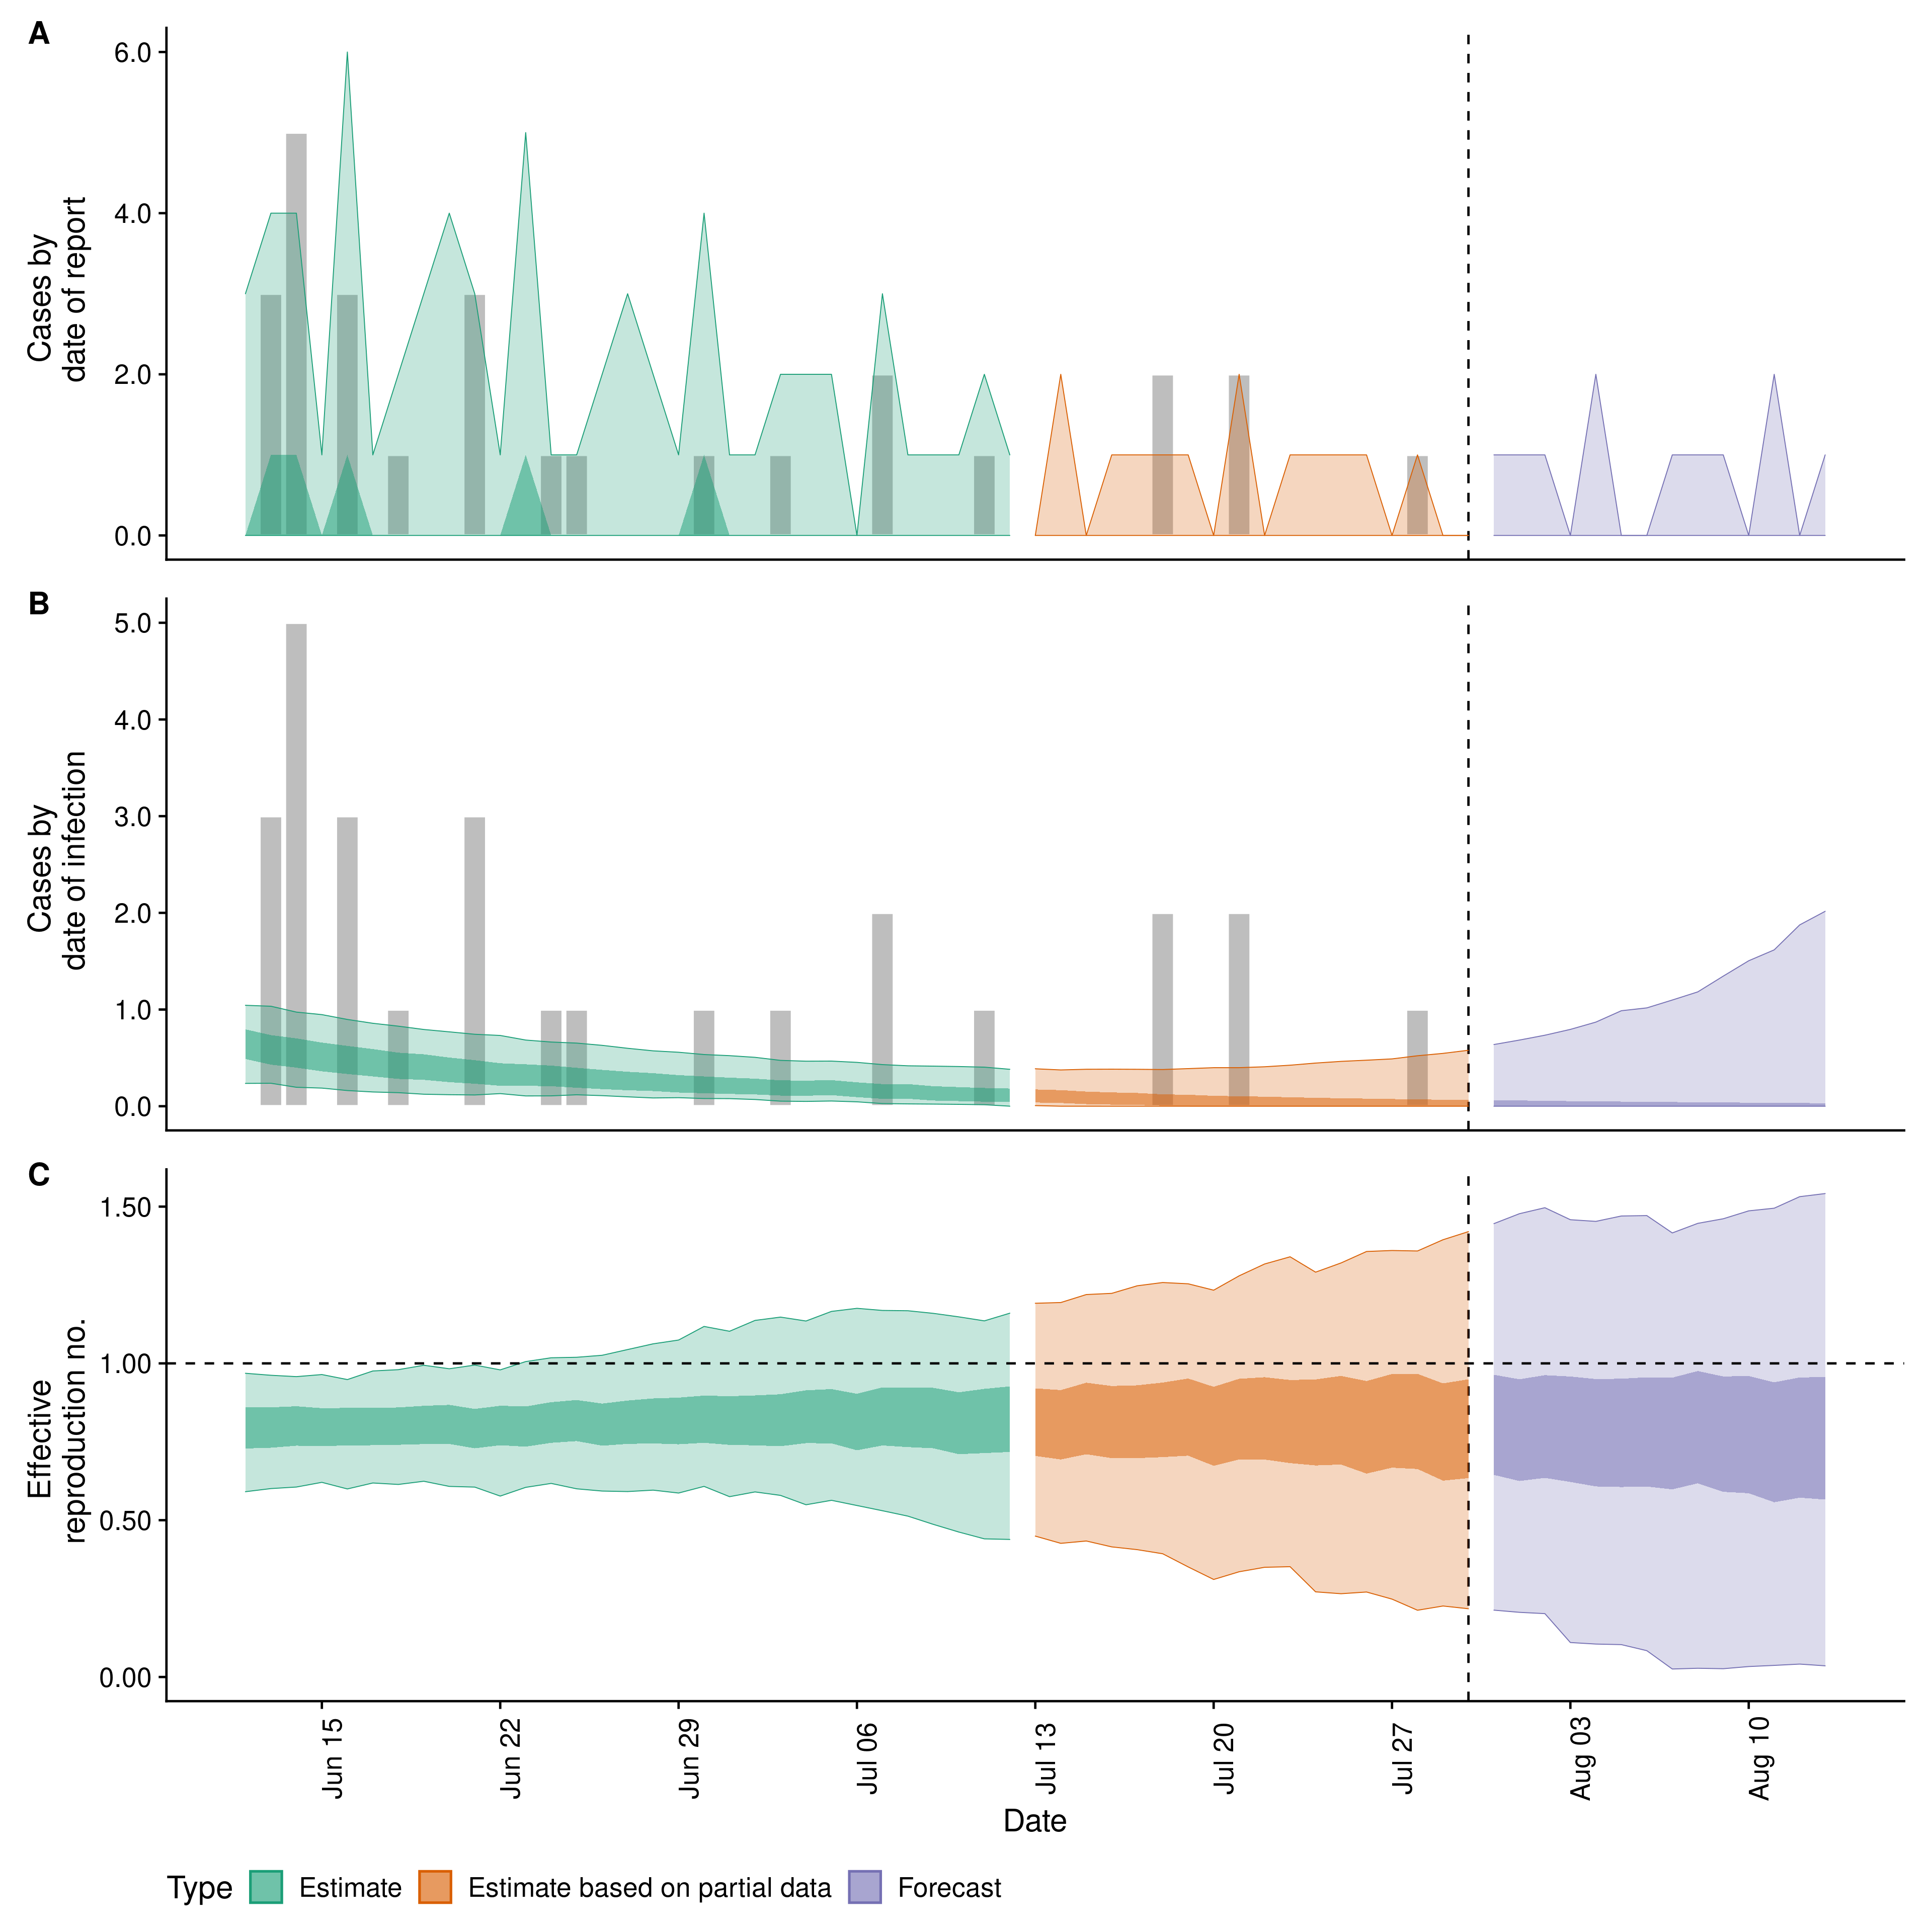 A
Cases by
date of report
6.0
4.0
2.0
0.0
B
Cases by
date of infection
5.0
4.0
3.0
2.0
1.0
0.0
C
Effective
reproduction no.
1.50
1.00
0.50
0.00
Jun 15
Jun 22
Jun 29
Jul 06
Jul 13
Jul 20
Jul 27
Aug 03
Aug 10
Date
Type Estimate Estimate based on partial data Forecast